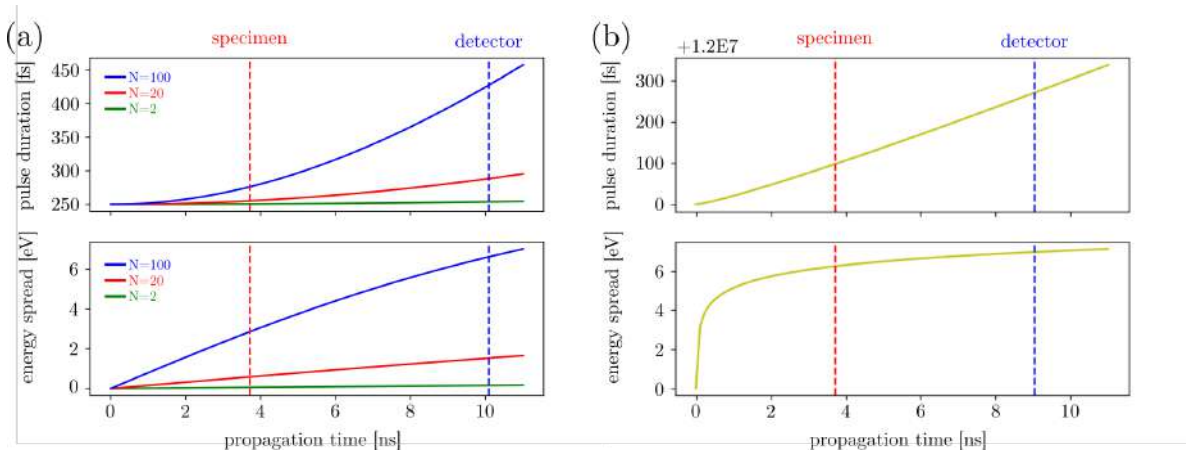 (a)
specimen
detector
pulse duration [fs]
450
400
350
300
250
N=100
N=20
N=2
energy spread [eV]
6
4
2
0
N=100
N=20
N=2
0 2 4 6 8 10
propagation time [ns]
(b)
+1.2E7
specimen
detector
pulse duration [fs]
300
200
100
0
energy spread [eV]
6
4
2
0
0 2 4 6 8 10
propagation time [ns]